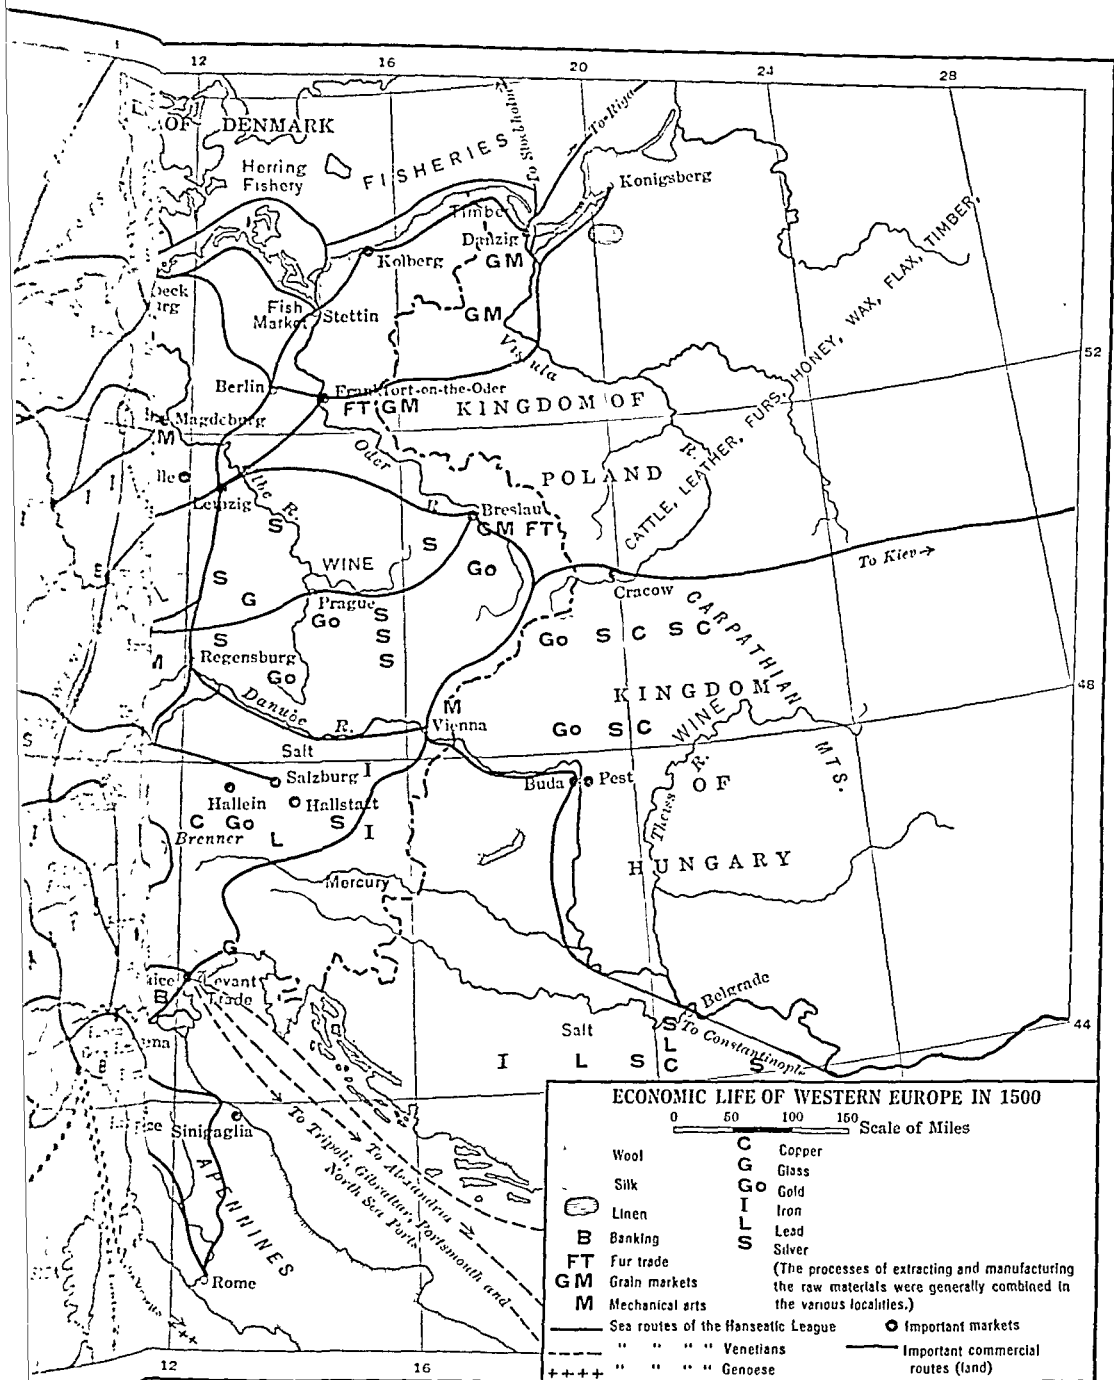 12 16 20 24 28
OF DENMARK
Herring
Fishery
FISHERIES
To Stockholm
To Riga
Konigsberg
Timbe
Danzig
GM
Kolberg
GM
Fish
Market
Stettin
Vistula
52
Berlin
Frankfort-on-the-Oder
FT GM
KINGDOM OF
POLAND
R.
CATTLE, LEATHER, FURS, HONEY, WAX, FLAX, TIMBER,
Magdeburg
M
Oder
R.
lle
Leipzig
Elbe R.
S
Breslau
GM FT
I I
I
WINE
S
Go
To Kiev
Cracow
S
G
Prague
Go
S
S
S
S
Regensburg
Go
CARPATHIAN
MTS.
Go S C S C
KINGDOM
OF
HUNGARY
48
M
Vienna
Danube
R.
Go S C
WINE
Theiss
R.
Salt
Salzburg
I
Hallein
Hallstatt
C Go
L
S
I
Brenner
Buda
Pest
Mercury
G
Levant
Trade
B
Belgrade
To Constantinople
44
Salt
S
L
C
I L S
S
B
Sinigaglia
APENNINES
Rome
To Tripoli, Gibraltar, Portsmouth and
North Sea Ports
To Alexandria
12 16
ECONOMIC LIFE OF WESTERN EUROPE IN 1500
0 50 100 150
Scale of Miles
Wool
Silk
Linen
B Banking
FT Fur trade
GM Grain markets
M Mechanical arts
C Copper
G Glass
Go Gold
I Iron
L Lead
S Silver
(The processes of extracting and manufacturing
the raw materials were generally combined in
the various localities.)
Sea routes of the Hanseatic League
" " " " Venetians
++++ " " " " Genoese
Important markets
Important commercial
routes (land)